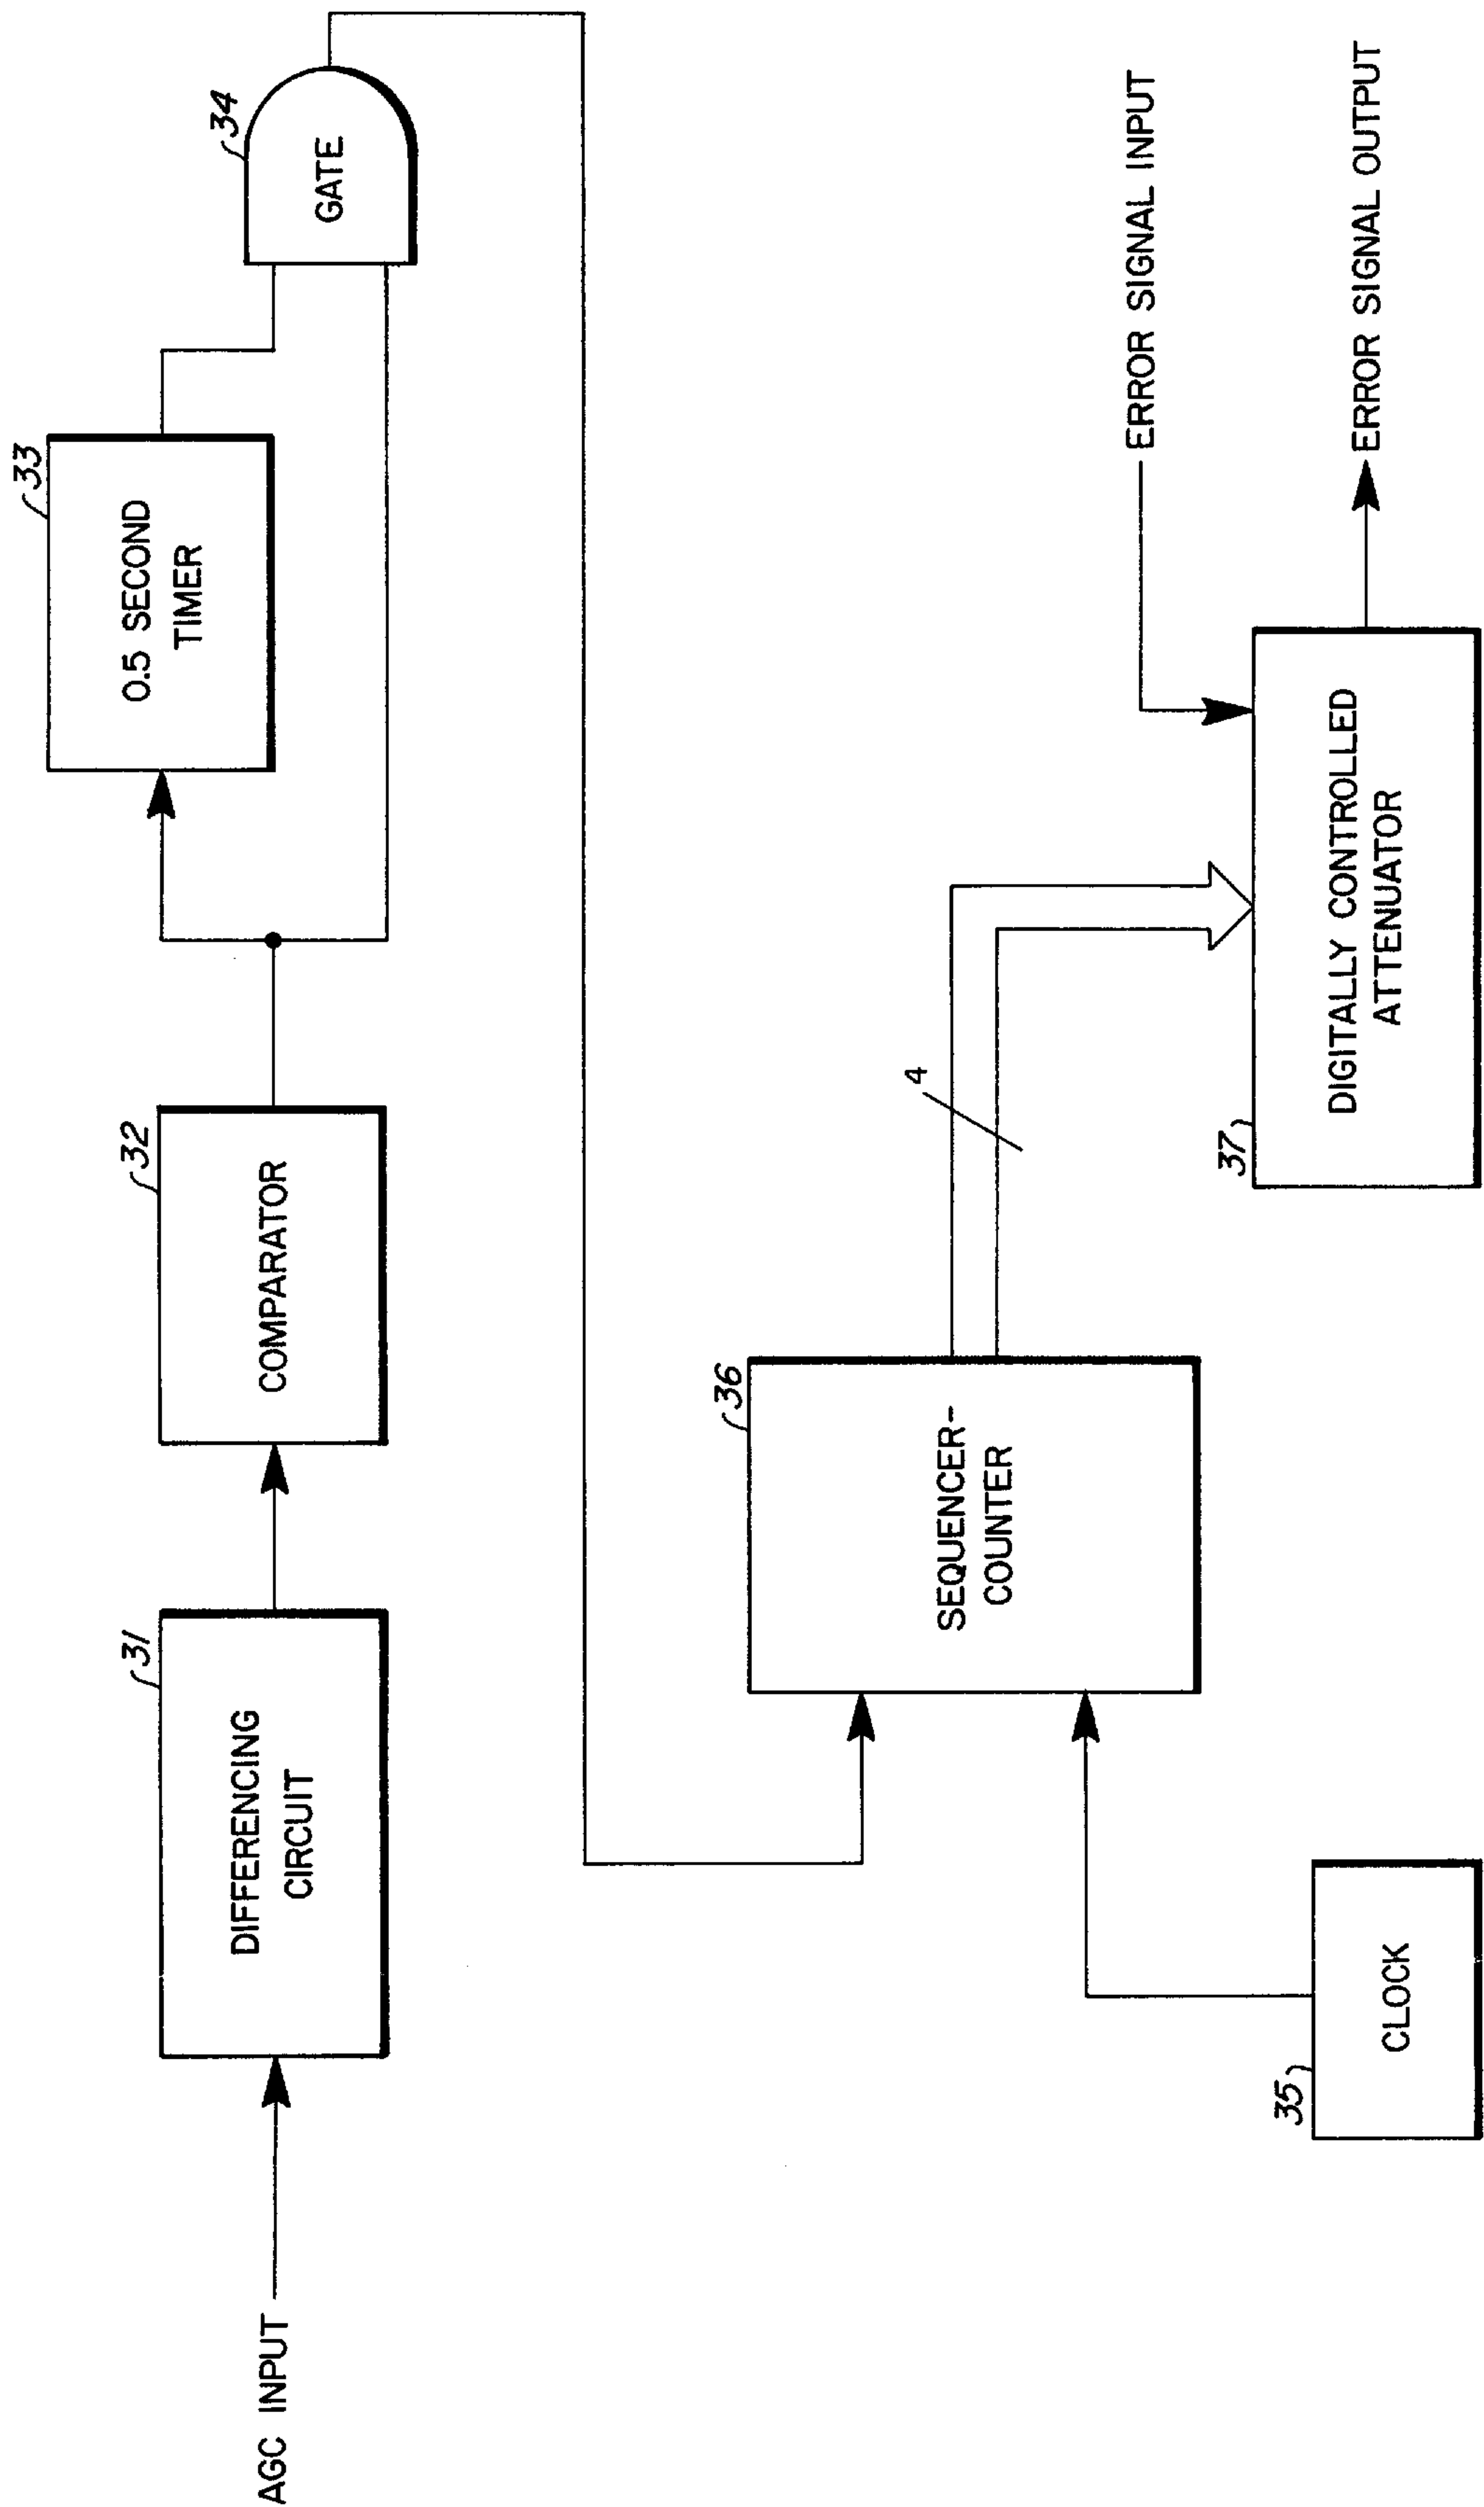 AGC INPUT
31
DIFFERENCING
CIRCUIT
32
COMPARATOR
33
0.5 SECOND
TIMER
34
GATE
35
CLOCK
36
SEQUENCER-
COUNTER
4
37
DIGITALLY CONTROLLED
ATTENUATOR
ERROR SIGNAL INPUT
ERROR SIGNAL OUTPUT